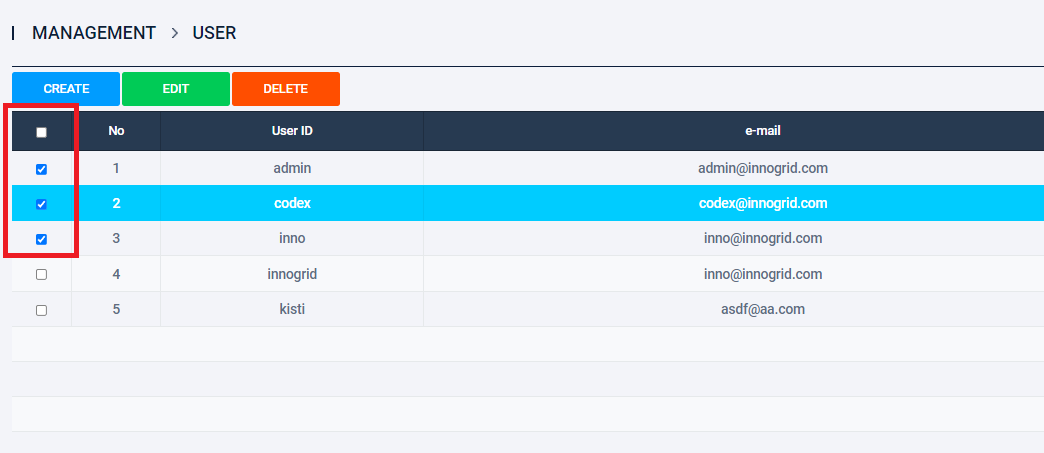 MANAGEMENT > USER
CREATE EDIT DELETE
No User ID e-mail
1 admin admin@innogrid.com
2 codex codex@innogrid.com
3 inno inno@innogrid.com
4 innogrid inno@innogrid.com
5 kisti asdf@aa.com